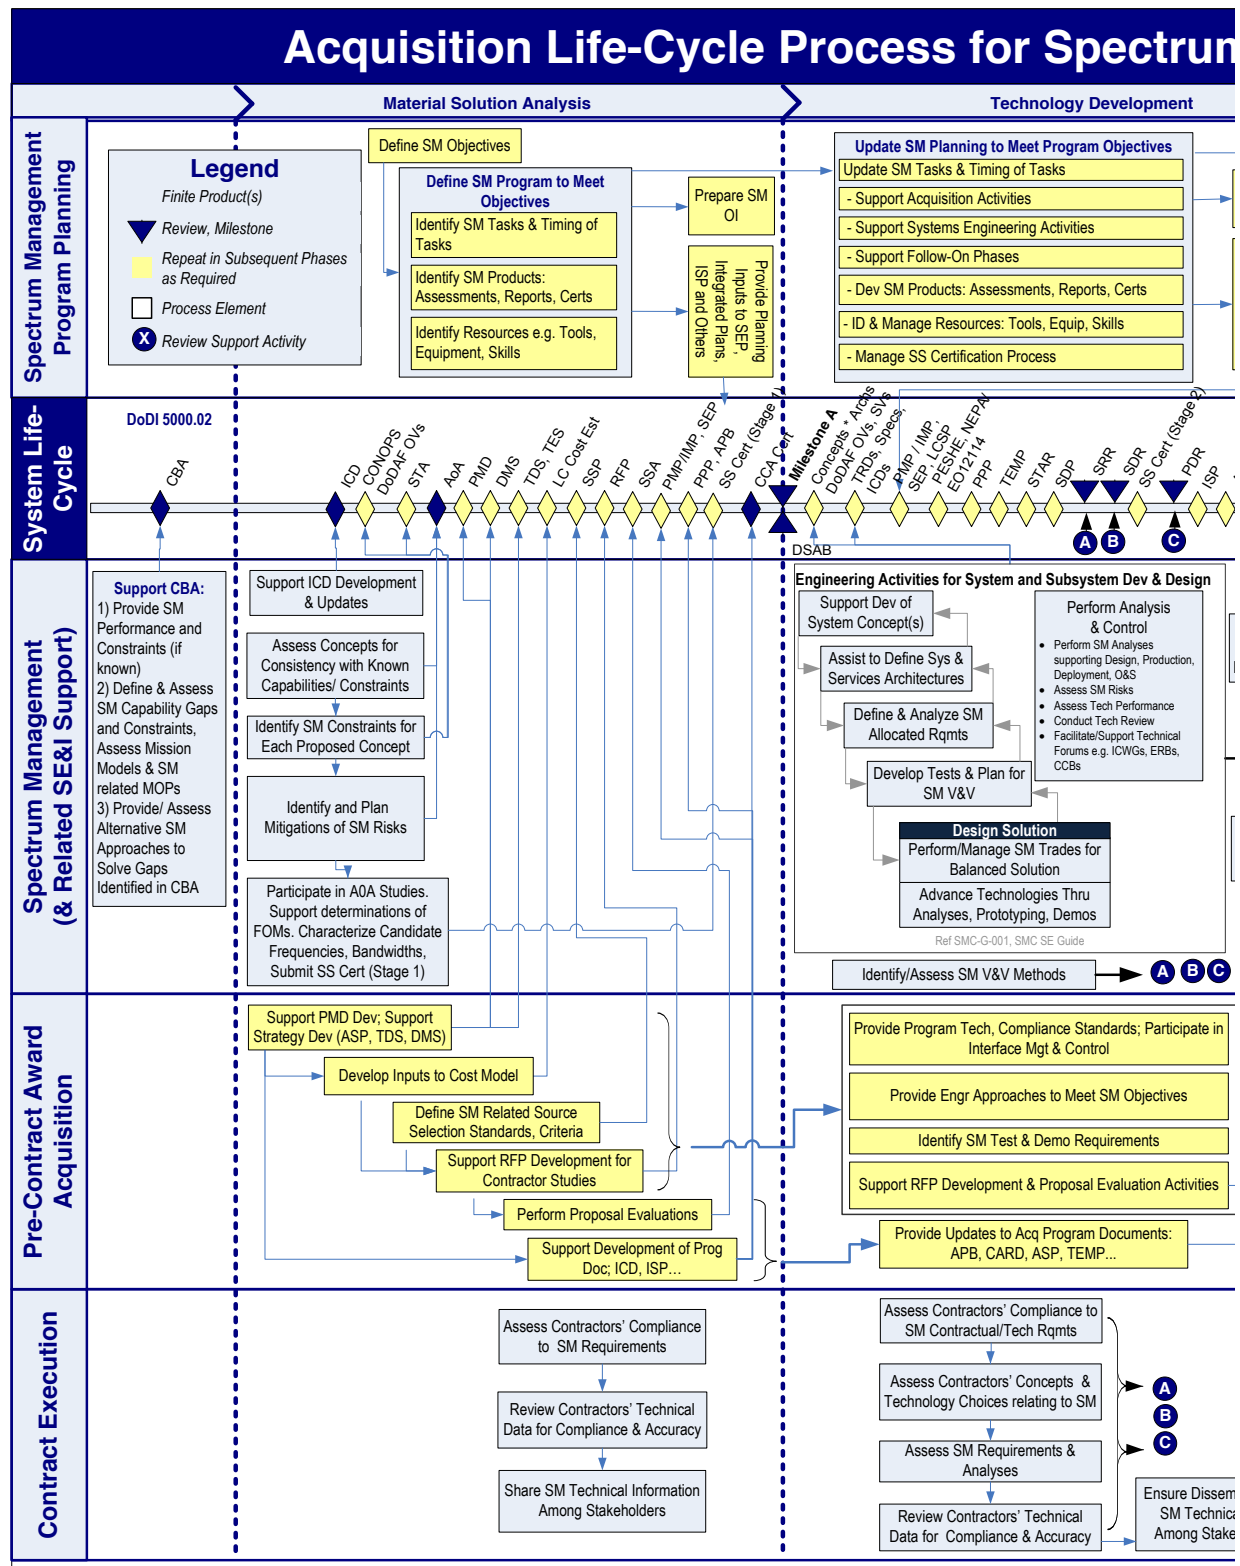 Acquisition Life-Cycle Process for Spectrum
Material Solution Analysis
Technology Development
Spectrum Management
Program Planning
Legend
Finite Product(s)
Review, Milestone
Repeat in Subsequent Phases
as Required
Process Element
X
Review Support Activity
Define SM Objectives
Define SM Program to Meet
Objectives
Identify SM Tasks & Timing of
Tasks
Identify SM Products:
Assessments, Reports, Certs
Identify Resources e.g. Tools,
Equipment, Skills
Prepare SM
OI
Provide Planning
Inputs to SEP,
Integrated Plans,
ISP and Others
Update SM Planning to Meet Program Objectives
Update SM Tasks & Timing of Tasks
- Support Acquisition Activities
- Support Systems Engineering Activities
- Support Follow-On Phases
- Dev SM Products: Assessments, Reports, Certs
- ID & Manage Resources: Tools, Equip, Skills
- Manage SS Certification Process
System Life-
Cycle
DoDI 5000.02
CBA
ICD
CONOPS
DoDAF OVs
STA
AoA
PMD
DMS
TDS, TES
LC Cost Est
SSP
RFP
SSA
PMP/IMP, SEP
PPP, APB
SS Cert (Stage 1)
CCA Cert
Milestone A
Concepts * Archs
DoDAF OVs, SVs
TRDs, Specs,
ICDs
PMP / IMP,
SEP, LCSP
PESHE, NEPA/
EO12114
PPP
TEMP
STAR
SDP
SRR
SDR
SS Cert (Stage 2)
PDR
ISP
DSAB
A
B
C
Spectrum Management
(& Related SE&I Support)
Support CBA:
1) Provide SM
Performance and
Constraints (if
known)
2) Define & Assess
SM Capability Gaps
and Constraints,
Assess Mission
Models & SM
related MOPs
3) Provide/ Assess
Alternative SM
Approaches to
Solve Gaps
Identified in CBA
Support ICD Development
& Updates
Assess Concepts for
Consistency with Known
Capabilities/ Constraints
Identify SM Constraints for
Each Proposed Concept
Identify and Plan
Mitigations of SM Risks
Participate in A0A Studies.
Support determinations of
FOMs. Characterize Candidate
Frequencies, Bandwidths,
Submit SS Cert (Stage 1)
Engineering Activities for System and Subsystem Dev & Design
Support Dev of
System Concept(s)
Assist to Define Sys &
Services Architectures
Define & Analyze SM
Allocated Rqmts
Develop Tests & Plan for
SM V&V
Design Solution
Perform/Manage SM Trades for
Balanced Solution
Advance Technologies Thru
Analyses, Prototyping, Demos
Perform Analysis
& Control
• Perform SM Analyses
supporting Design, Production,
Deployment, O&S
• Assess SM Risks
• Assess Tech Performance
• Conduct Tech Review
• Facilitate/Support Technical
Forums e.g. ICWGs, ERBs,
CCBs
Ref SMC-G-001, SMC SE Guide
Identify/Assess SM V&V Methods
A B C
Pre-Contract Award
Acquisition
Support PMD Dev; Support
Strategy Dev (ASP, TDS, DMS)
Develop Inputs to Cost Model
Define SM Related Source
Selection Standards, Criteria
Support RFP Development for
Contractor Studies
Perform Proposal Evaluations
Support Development of Prog
Doc; ICD, ISP…
Provide Program Tech, Compliance Standards; Participate in
Interface Mgt & Control
Provide Engr Approaches to Meet SM Objectives
Identify SM Test & Demo Requirements
Support RFP Development & Proposal Evaluation Activities
Provide Updates to Acq Program Documents:
APB, CARD, ASP, TEMP...
Contract Execution
Assess Contractors’ Compliance
to SM Requirements
Review Contractors’ Technical
Data for Compliance & Accuracy
Share SM Technical Information
Among Stakeholders
Assess Contractors’ Compliance to
SM Contractual/Tech Rqmts
Assess Contractors’ Concepts &
Technology Choices relating to SM
Assess SM Requirements &
Analyses
Review Contractors’ Technical
Data for Compliance & Accuracy
A
B
C
Ensure Dissem
SM Technica
Among Stake